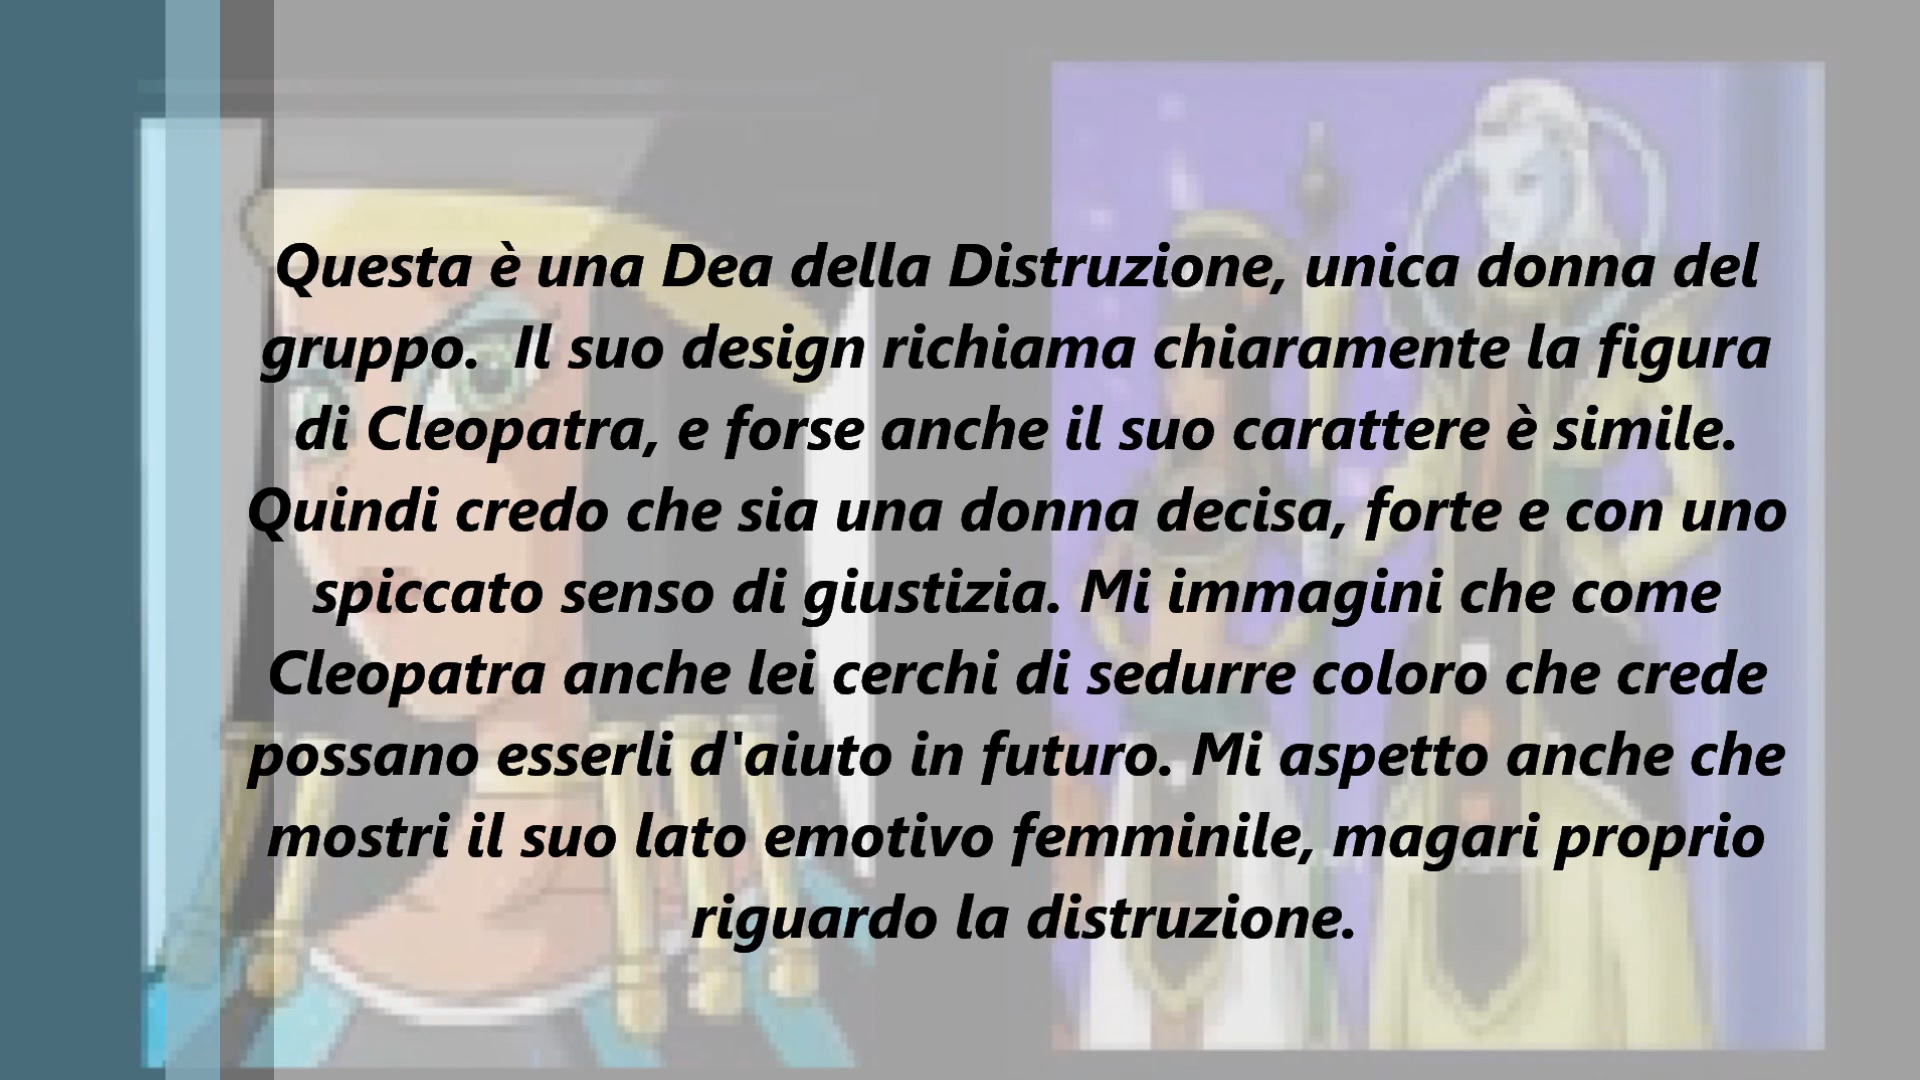 Questa è una Dea della Distruzione, unica donna del
gruppo.  Il suo design richiama chiaramente la figura
di Cleopatra, e forse anche il suo carattere è simile.
Quindi credo che sia una donna decisa, forte e con uno
spiccato senso di giustizia. Mi immagini che come
Cleopatra anche lei cerchi di sedurre coloro che crede
possano esserli d'aiuto in futuro. Mi aspetto anche che
mostri il suo lato emotivo femminile, magari proprio
riguardo la distruzione.